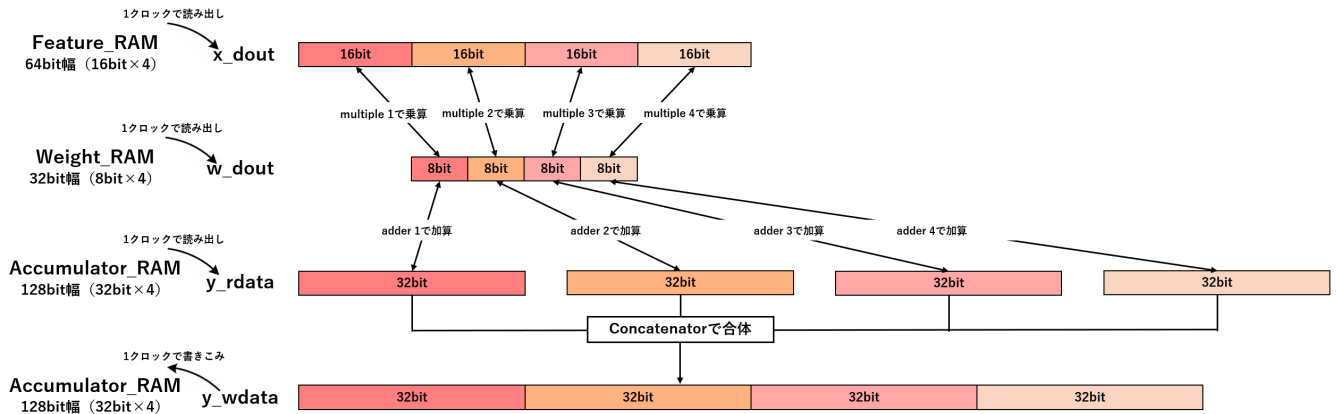 1クロックで読み出し
Feature_RAM
64bit幅（16bit×4）
x_dout
16bit
16bit
16bit
16bit
multiple 1で乗算
multiple 2で乗算
multiple 3で乗算
multiple 4で乗算
1クロックで読み出し
Weight_RAM
32bit幅（8bit×4）
w_dout
8bit
8bit
8bit
8bit
adder 1で加算
adder 2で加算
adder 3で加算
adder 4で加算
1クロックで読み出し
Accumulator_RAM
128bit幅（32bit×4）
y_rdata
32bit
32bit
32bit
32bit
Concatenatorで合体
1クロックで書きこみ
Accumulator_RAM
128bit幅（32bit×4）
y_wdata
32bit
32bit
32bit
32bit